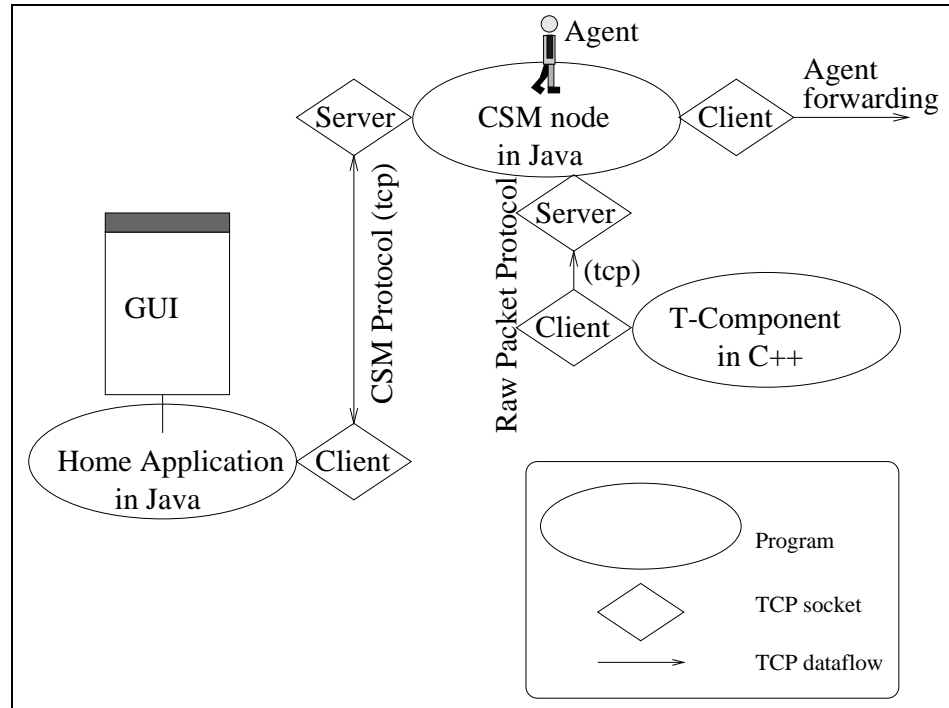 Agent
Server
CSM node
in Java
Client
Agent
forwarding
CSM Protocol (tcp)
Raw Packet Protocol
Server
(tcp)
Client
T-Component
in C++
GUI
Home Application
in Java
Client
Program
TCP socket
TCP dataflow